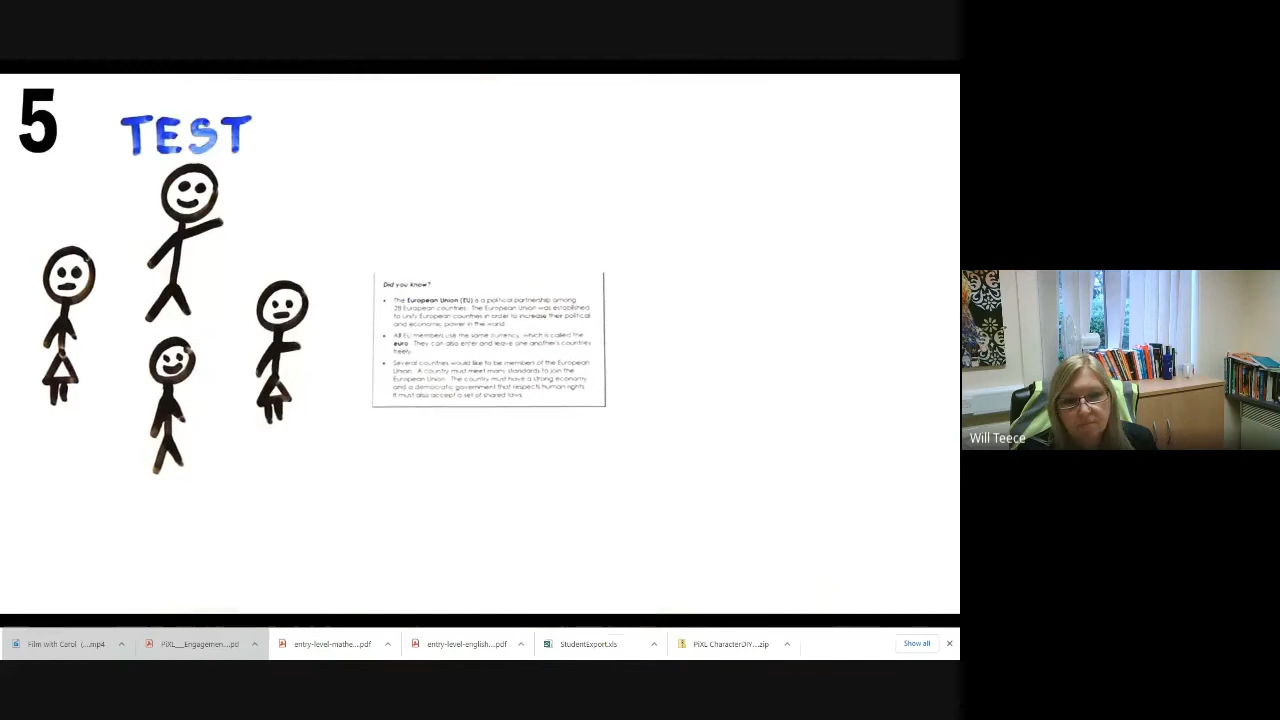 5
TEST
Did you know?
• The European Union (EU) is a political partnership among
28 European countries. The European Union was established
to unify European countries in order to increase their political
and economic power in the world.
• All EU members use the same currency, which is called the
euro. They can also enter and leave one another's countries
freely.
• Several countries would like to be members of the European
Union. A country must meet many standards to join the
European Union. The country must have a strong economy
and a democratic government that respects human rights.
It must also accept a set of shared laws.
Will Teece
Film with Carol (....mp4
PiXL___Engagemen....pd
entry-level-mathe....pdf
entry-level-english....pdf
StudentExport.xls
PiXL CharacterDIY....zip
Show all